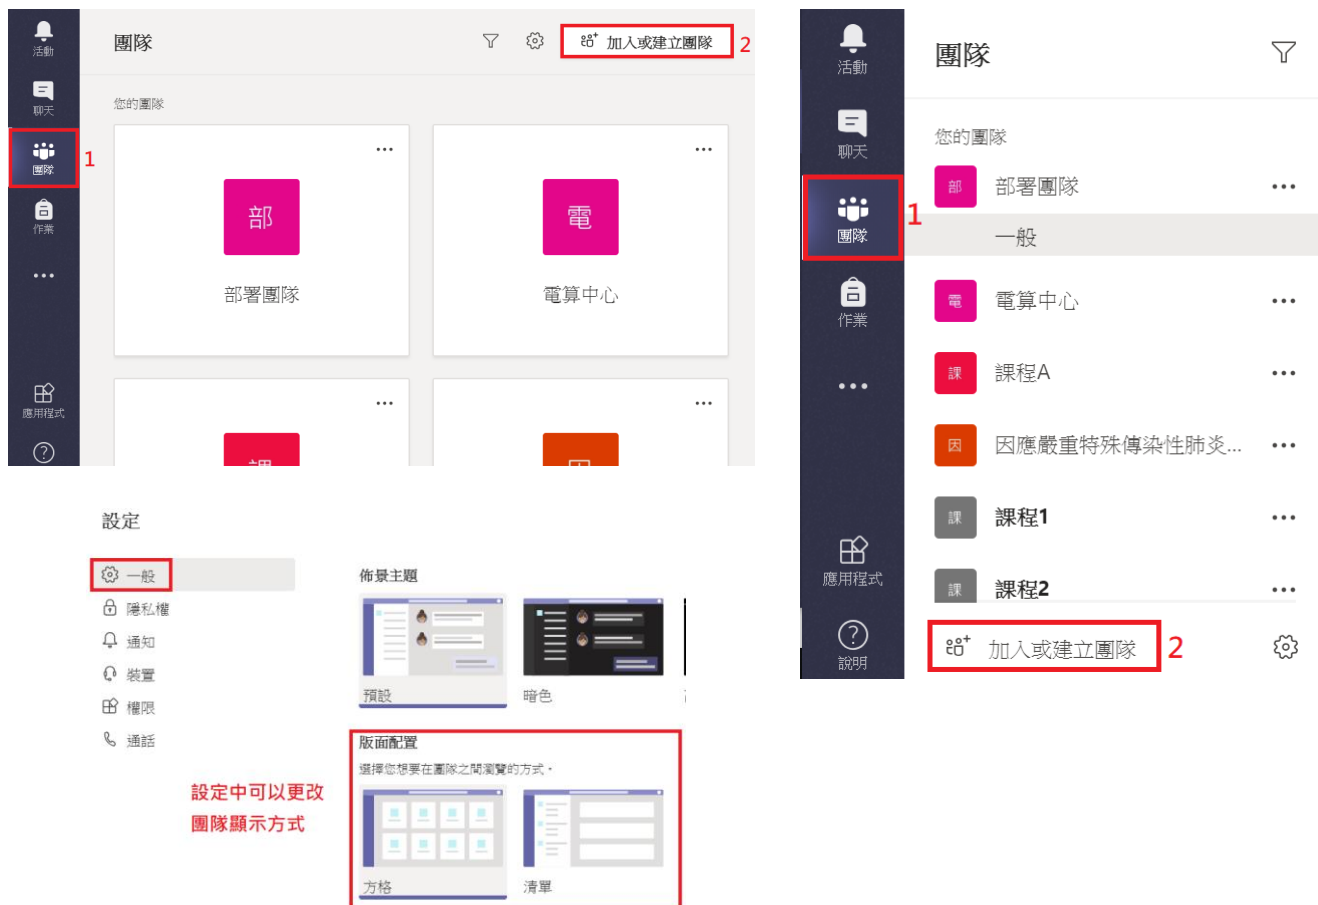 活動
聊天
團隊
作業
應用程式
團隊
加入或建立團隊
1
2
您的團隊
部
部署團隊
電
電算中心
設定
一般
隱私權
通知
裝置
權限
通話
佈景主題
預設
暗色
版面配置
選擇您想要在團隊之間瀏覽的方式。
方格
清單
設定中可以更改
團隊顯示方式
活動
聊天
團隊
作業
應用程式
說明
1
團隊
您的團隊
部 部署團隊
一般
電 電算中心
課 課程A
因 因應嚴重特殊傳染性肺炎...
課 課程1
課 課程2
加入或建立團隊
2